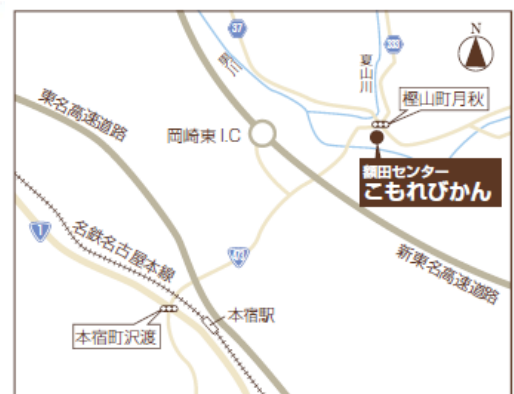 37
男川
夏山川
333
N
樫山町月秋
東名高速道路
岡崎東I.C
額田センター
こもれびかん
1
名鉄名古屋本線
新東名高速道路
本宿駅
本宿町沢渡